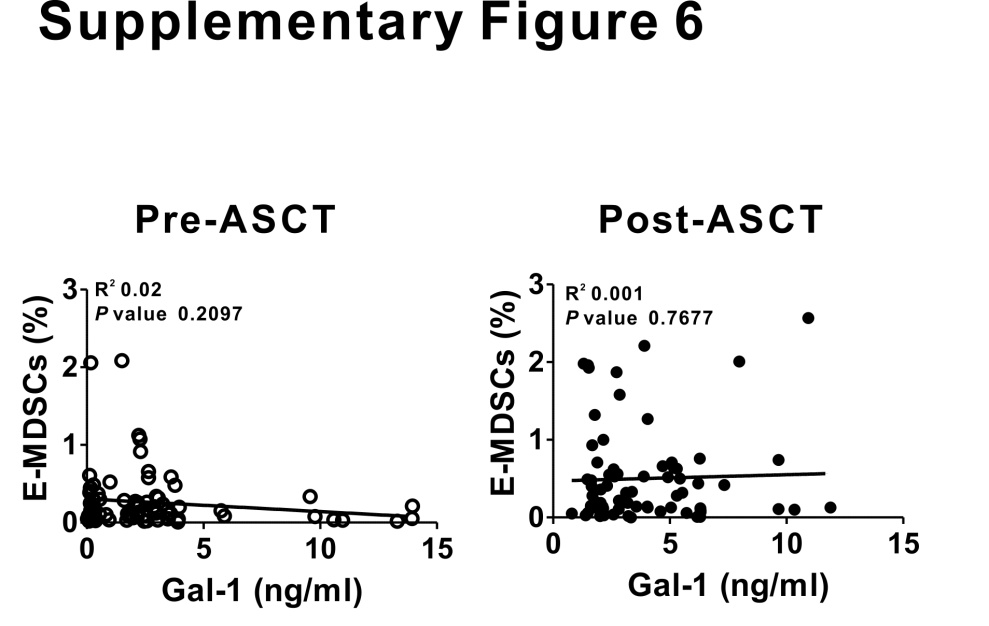 Supplementary Figure 6
Pre-ASCT
R² 0.02
P value 0.2097
E-MDSCs (%)
3
2
1
0
0 5 10 15
Gal-1 (ng/ml)
Post-ASCT
R² 0.001
P value 0.7677
E-MDSCs (%)
3
2
1
0
0 5 10 15
Gal-1 (ng/ml)